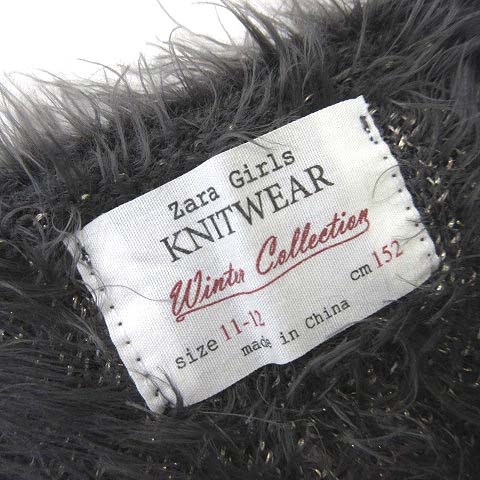 Zara Girls
KNITWEAR
Winter Collection
size 11-12 cm 152
made in China